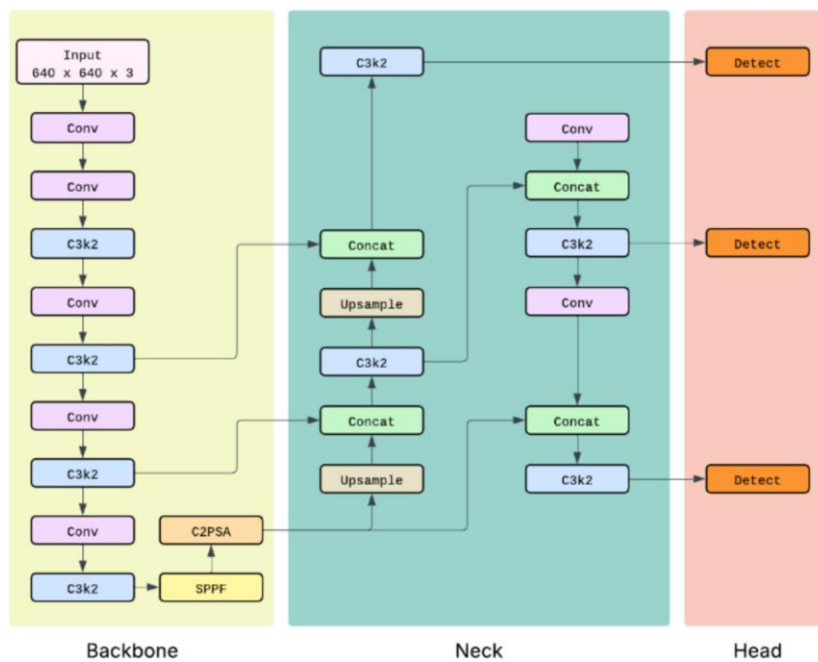 Input
640 x 640 x 3
Conv
Conv
C3k2
Conv
C3k2
Conv
C3k2
Conv
C3k2
SPPF
C2PSA
Backbone
C3k2
Concat
Upsample
C3k2
Concat
Upsample
Conv
Concat
C3k2
Conv
Concat
C3k2
Neck
Detect
Detect
Detect
Head